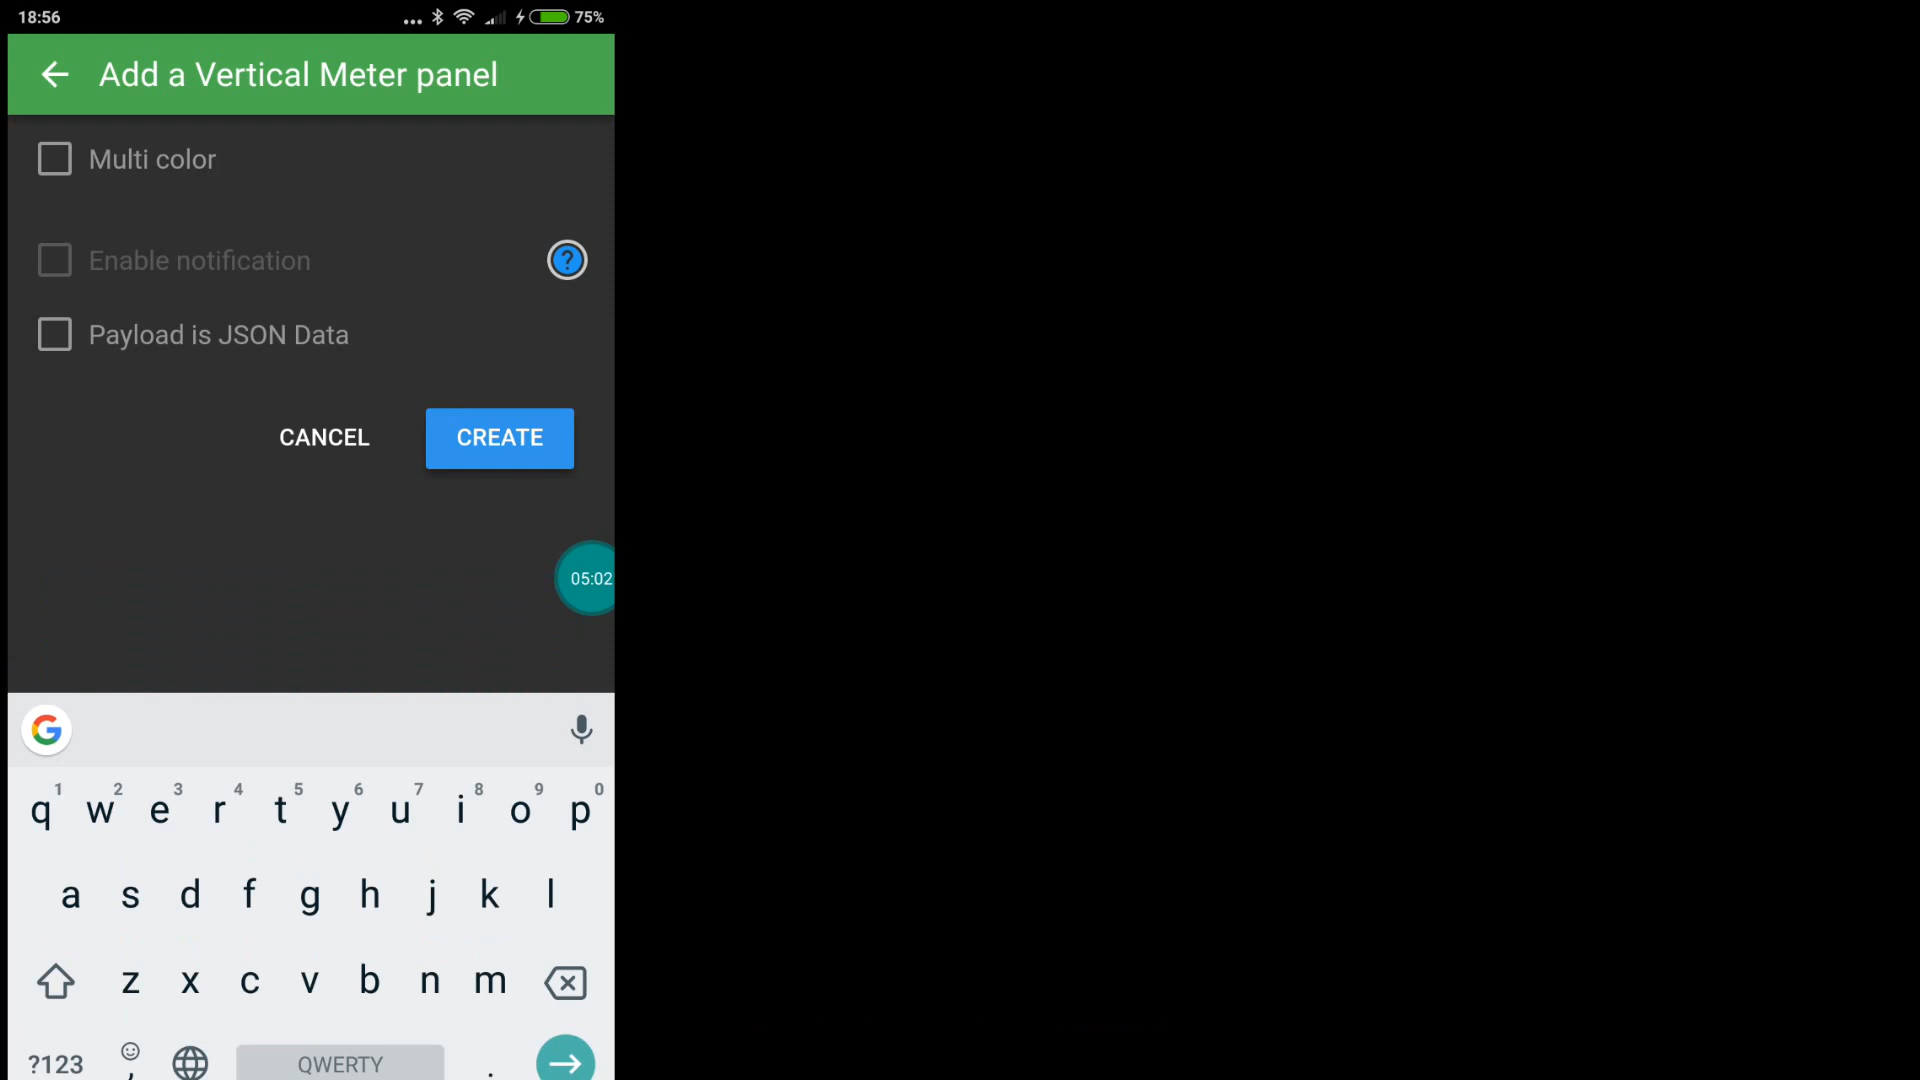 18:56
75%
Add a Vertical Meter panel
Multi color
Enable notification
?
Payload is JSON Data
CANCEL
CREATE
05:02
G
1 2 3 4 5 6 7 8 9 0
q w e r t y u i o p
a s d f g h j k l
z x c v b n m
?123
,
QWERTY
.